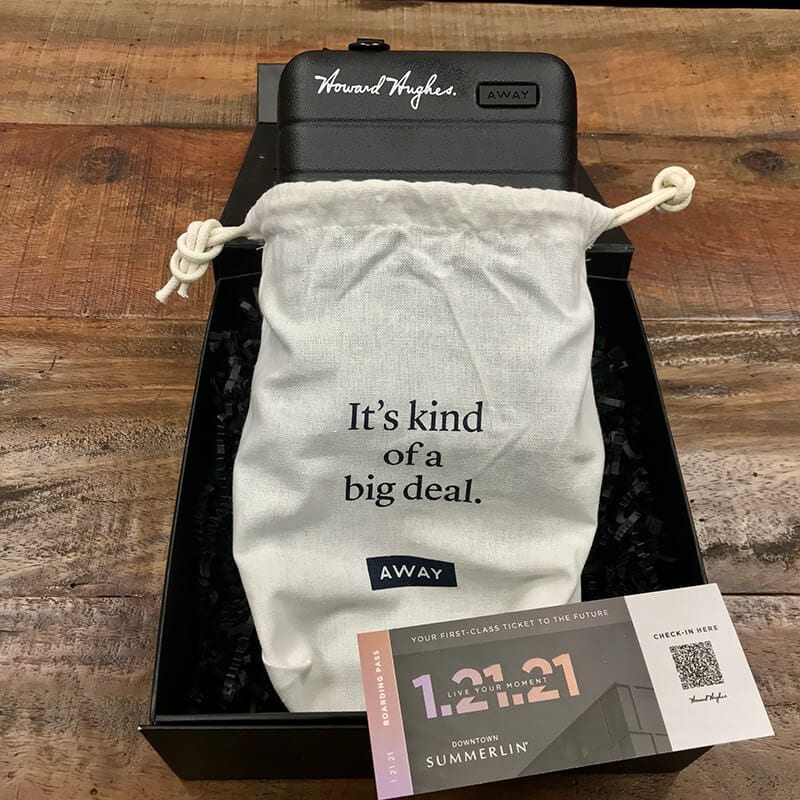 Howard Hughes.
AWAY
It's kind
of a
big deal.
AWAY
YOUR FIRST-CLASS TICKET TO THE FUTURE
BOARDING PASS
1.21.21
1.21.21
LIVE YOUR MOMENT
DOWNTOWN
SUMMERLIN®
CHECK-IN HERE
Howard Hughes